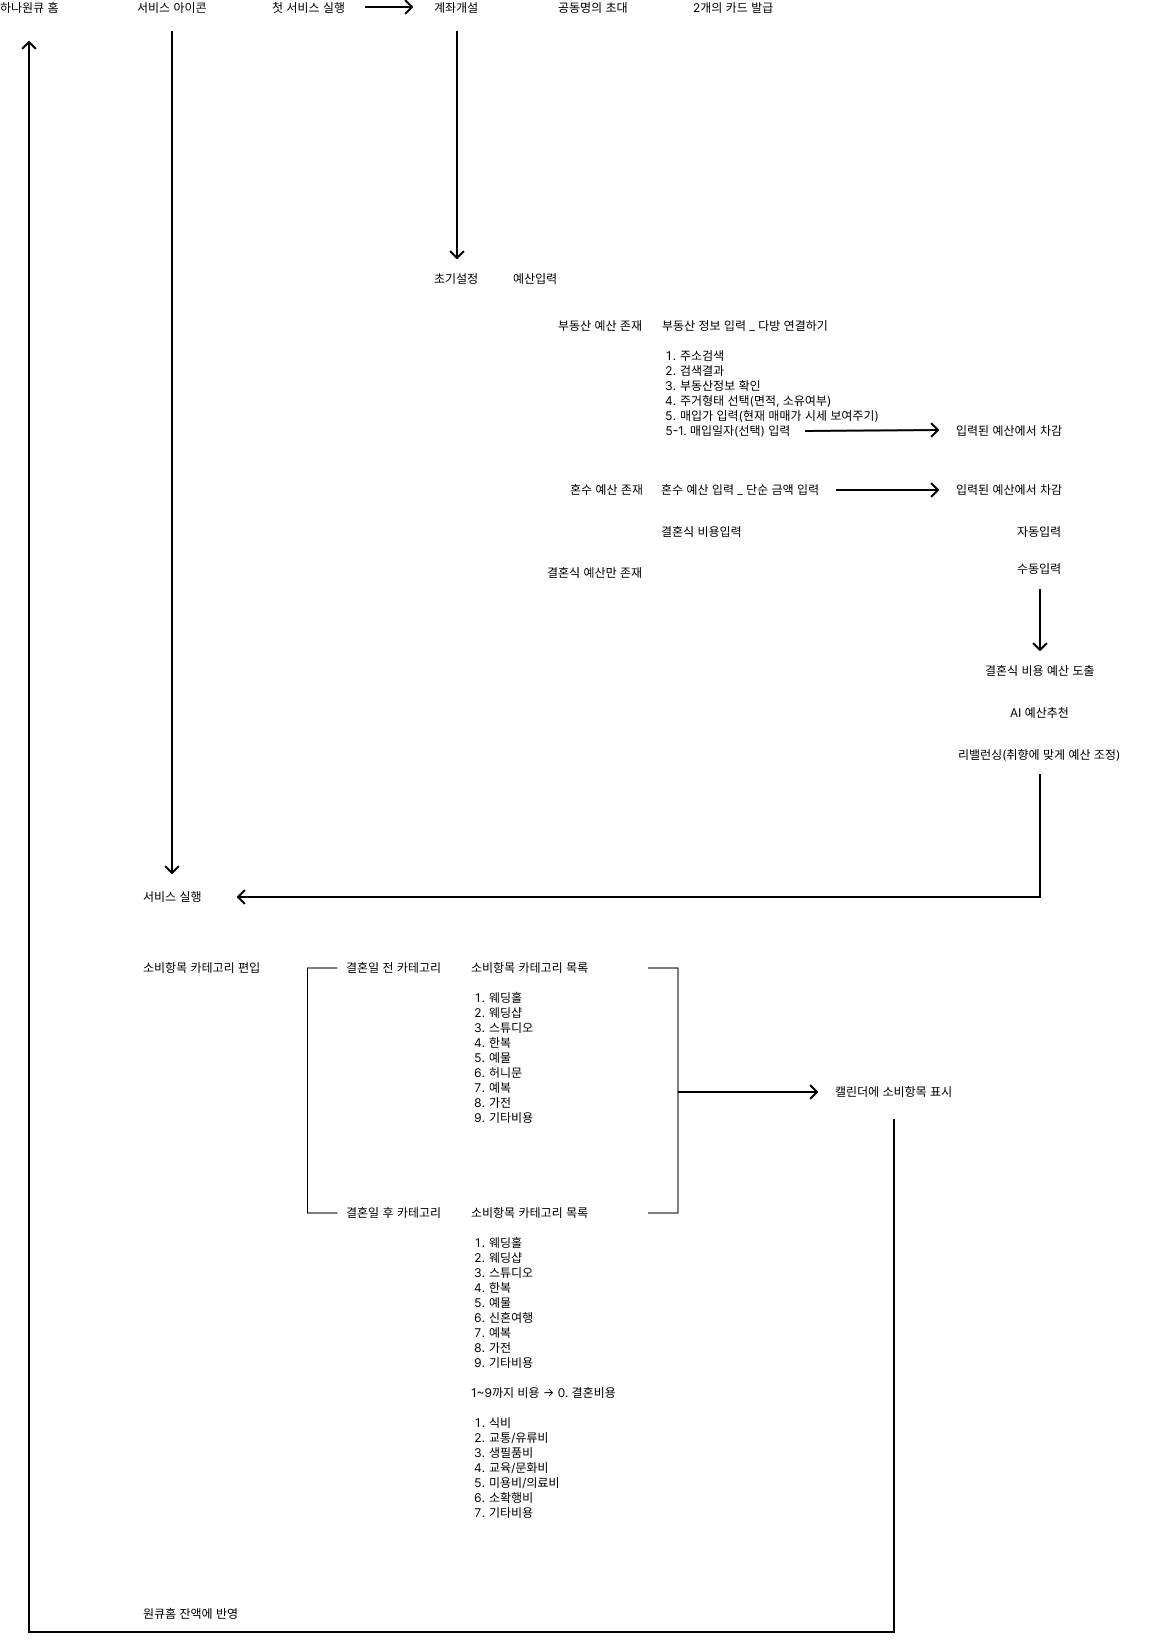 하나원큐 홈
서비스 아이콘
첫 서비스 실행
계좌개설
공동명의 초대
2개의 카드 발급
초기설정
예산입력
부동산 예산 존재
부동산 정보 입력 _ 다방 연결하기
1. 주소검색
2. 검색결과
3. 부동산정보 확인
4. 주거형태 선택(면적, 소유여부)
5. 매입가 입력(현재 매매가 시세 보여주기)
5-1. 매입일자(선택) 입력
입력된 예산에서 차감
혼수 예산 존재
혼수 예산 입력 _ 단순 금액 입력
입력된 예산에서 차감
결혼식 비용입력
자동입력
결혼식 예산만 존재
수동입력
결혼식 비용 예산 도출
AI 예산추천
리밸런싱(취향에 맞게 예산 조정)
서비스 실행
소비항목 카테고리 편입
결혼일 전 카테고리
소비항목 카테고리 목록
1. 웨딩홀
2. 웨딩샵
3. 스튜디오
4. 한복
5. 예물
6. 허니문
7. 예복
8. 가전
9. 기타비용
캘린더에 소비항목 표시
결혼일 후 카테고리
소비항목 카테고리 목록
1. 웨딩홀
2. 웨딩샵
3. 스튜디오
4. 한복
5. 예물
6. 신혼여행
7. 예복
8. 가전
9. 기타비용
1~9까지 비용 → 0. 결혼비용
1. 식비
2. 교통/유류비
3. 생필품비
4. 교육/문화비
5. 미용비/의료비
6. 소확행비
7. 기타비용
원큐홈 잔액에 반영